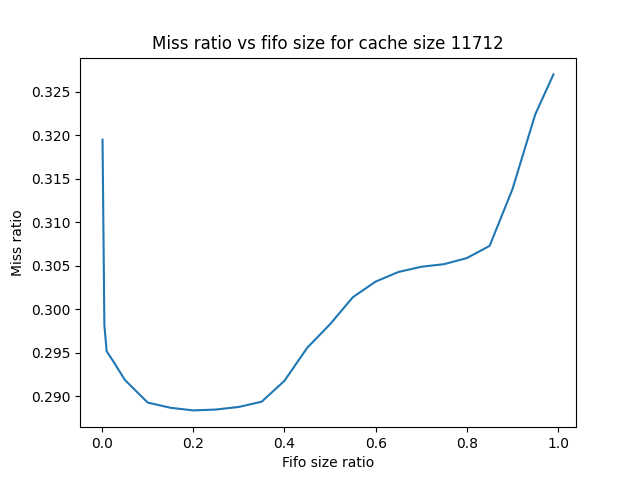 Miss ratio vs fifo size for cache size 11712
0.325
0.320
0.315
0.310
0.305
0.300
0.295
0.290
Miss ratio
0.0 0.2 0.4 0.6 0.8 1.0
Fifo size ratio